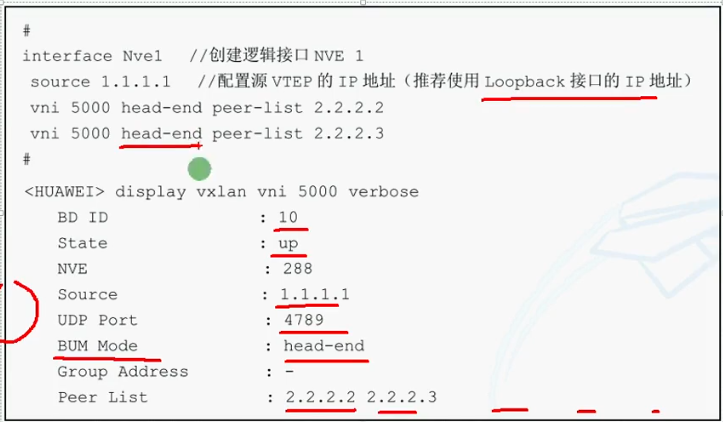 #
interface Nve1 //创建逻辑接口 NVE 1
source 1.1.1.1 //配置源 VTEP 的 IP 地址（推荐使用 Loopback 接口的 IP 地址）
vni 5000 head-end peer-list 2.2.2.2
vni 5000 head-end peer-list 2.2.2.3
#
<HUAWEI> display vxlan vni 5000 verbose
BD ID : 10
State : up
NVE : 288
Source : 1.1.1.1
UDP Port : 4789
BUM Mode : head-end
Group Address : -
Peer List : 2.2.2.2 2.2.2.3